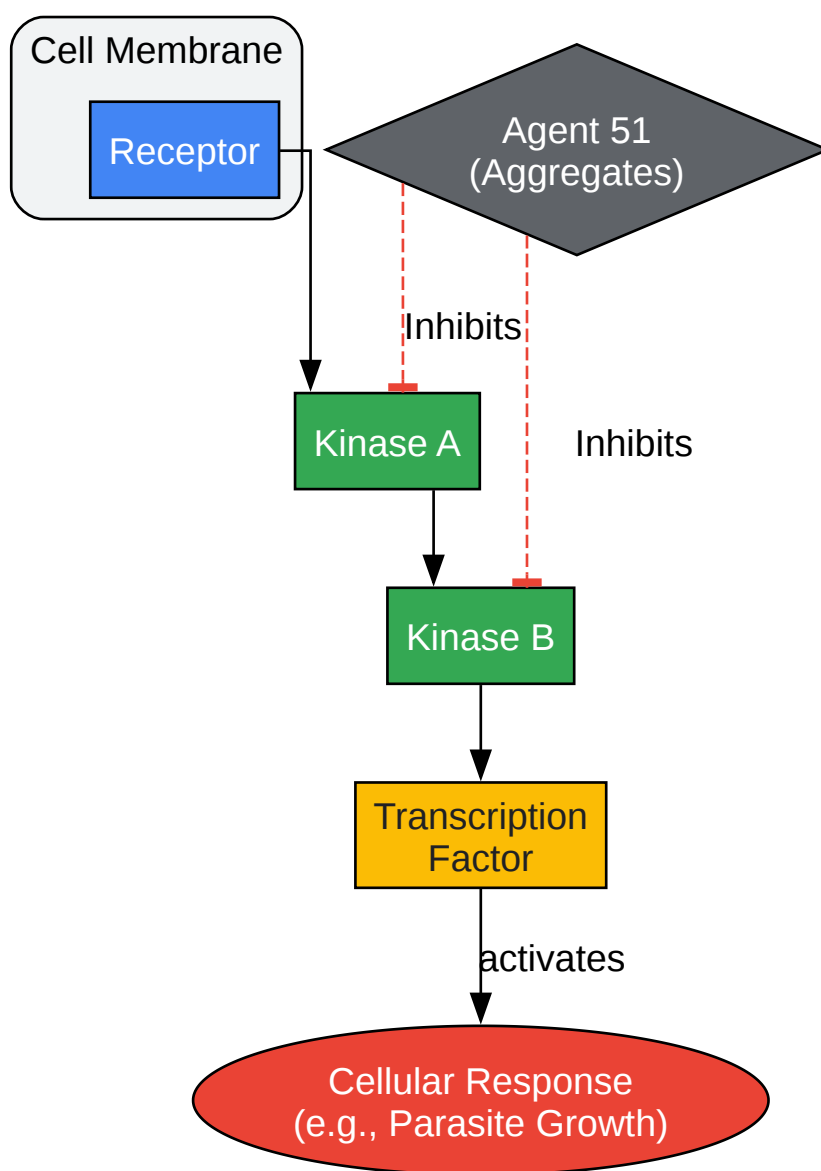 Cell Membrane
Receptor
Agent 51
(Aggregates)
Inhibits
Kinase A
Inhibits
Kinase B
Transcription
Factor
activates
Cellular Response
(e.g., Parasite Growth)